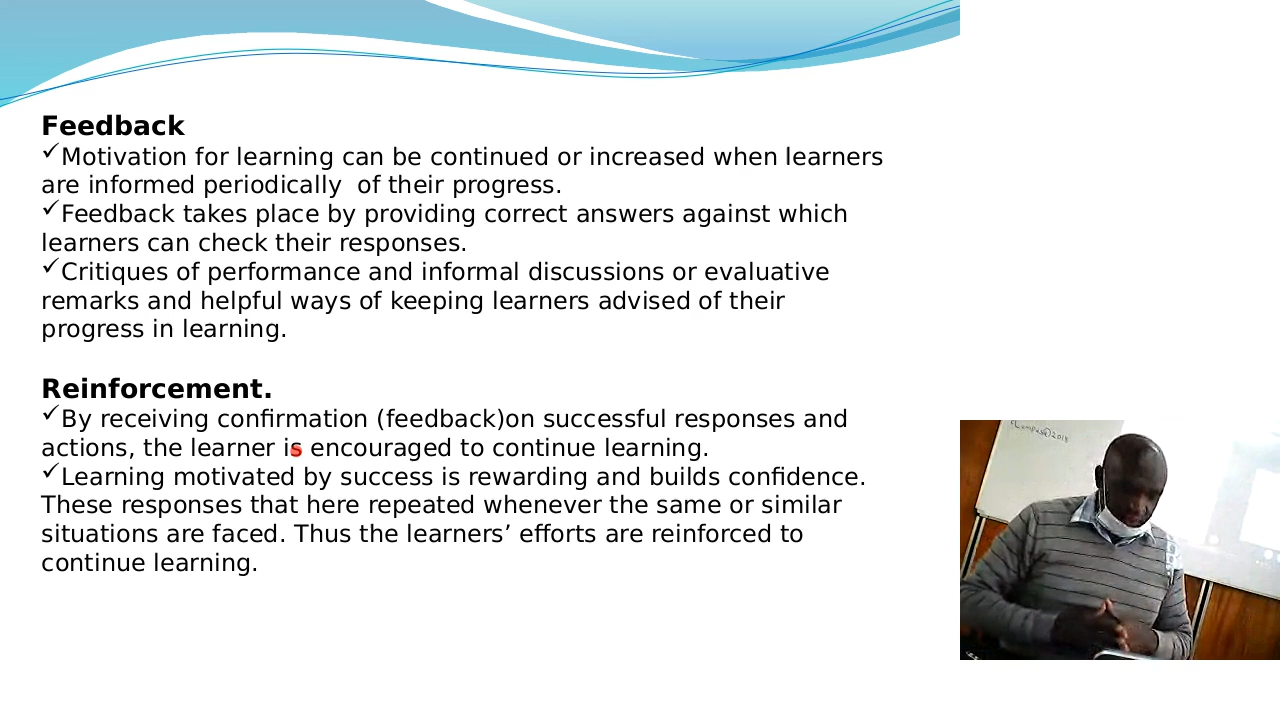 Feedback
✓Motivation for learning can be continued or increased when learners
are informed periodically  of their progress.
✓Feedback takes place by providing correct answers against which
learners can check their responses.
✓Critiques of performance and informal discussions or evaluative
remarks and helpful ways of keeping learners advised of their
progress in learning.
Reinforcement.
✓By receiving confirmation (feedback)on successful responses and
actions, the learner is encouraged to continue learning.
✓Learning motivated by success is rewarding and builds confidence.
These responses that here repeated whenever the same or similar
situations are faced. Thus the learners’ efforts are reinforced to
continue learning.